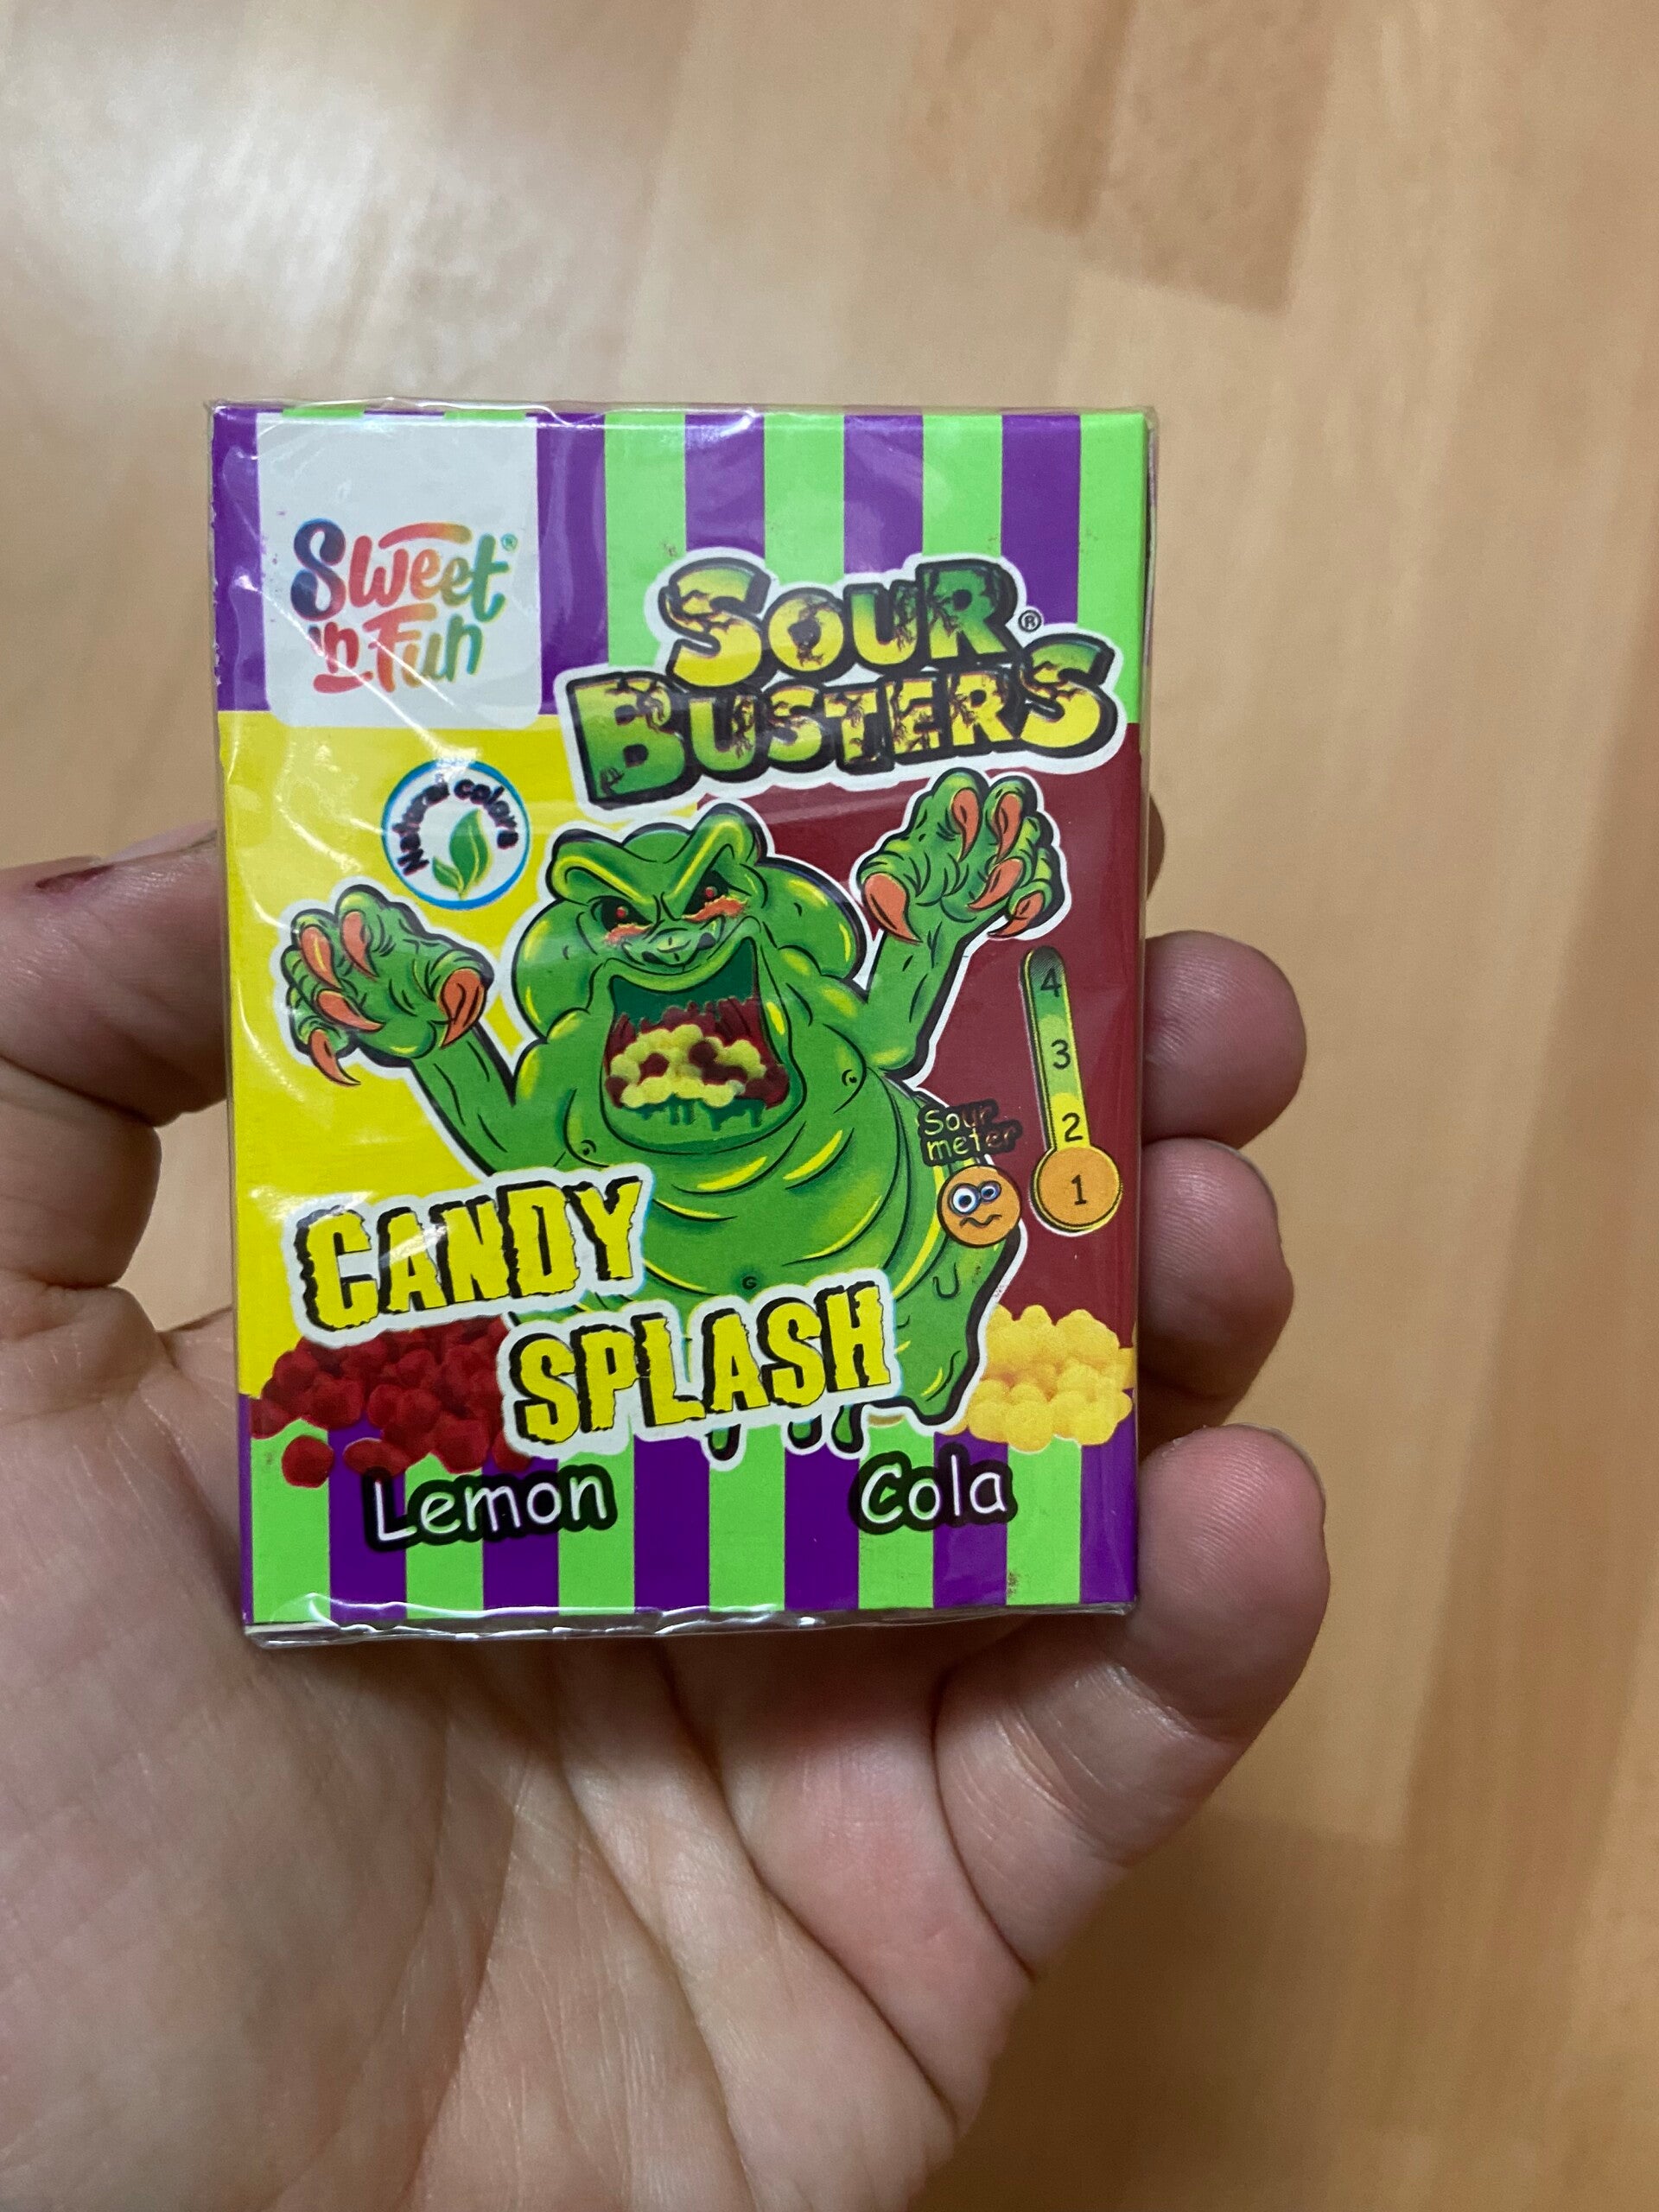 Sweet®
'n Fun
SOUR®
BUSTERS
Natural colours
4
3
2
1
Sour
meter
CANDY
SPLASH
Lemon
Cola